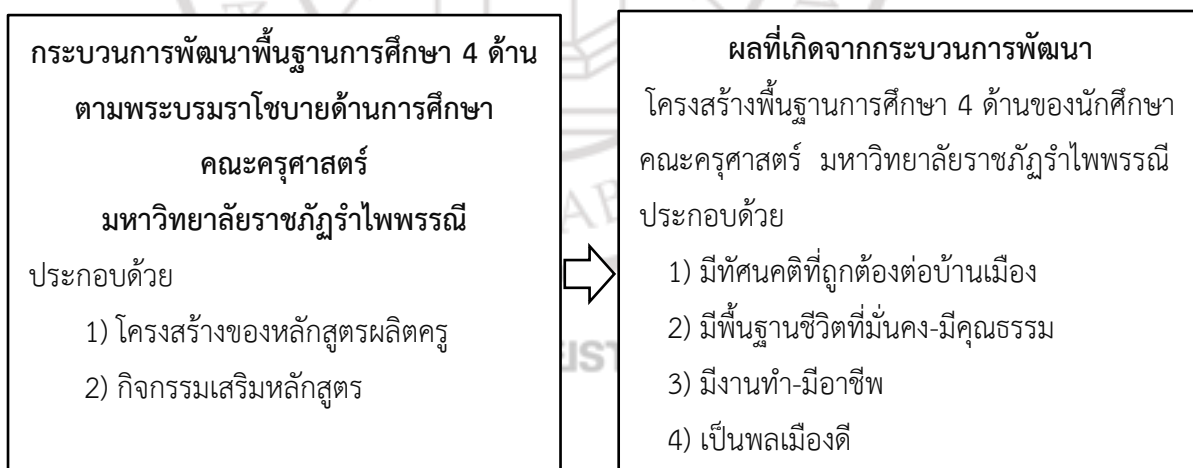 กระบวนการพัฒนาพื้นฐานการศึกษา 4 ด้าน
ตามพระบรมราโชบายด้านการศึกษา
คณะครุศาสตร์
มหาวิทยาลัยราชภัฏรำไพพรรณี
ประกอบด้วย
1) โครงสร้างของหลักสูตรผลิตครู
2) กิจกรรมเสริมหลักสูตร
ผลที่เกิดจากกระบวนการพัฒนา
โครงสร้างพื้นฐานการศึกษา 4 ด้านของนักศึกษา
คณะครุศาสตร์ มหาวิทยาลัยราชภัฏรำไพพรรณี
ประกอบด้วย
1) มีทัศนคติที่ถูกต้องต่อบ้านเมือง
2) มีพื้นฐานชีวิตที่มั่นคง-มีคุณธรรม
3) มีงานทำ-มีอาชีพ
4) เป็นพลเมืองดี